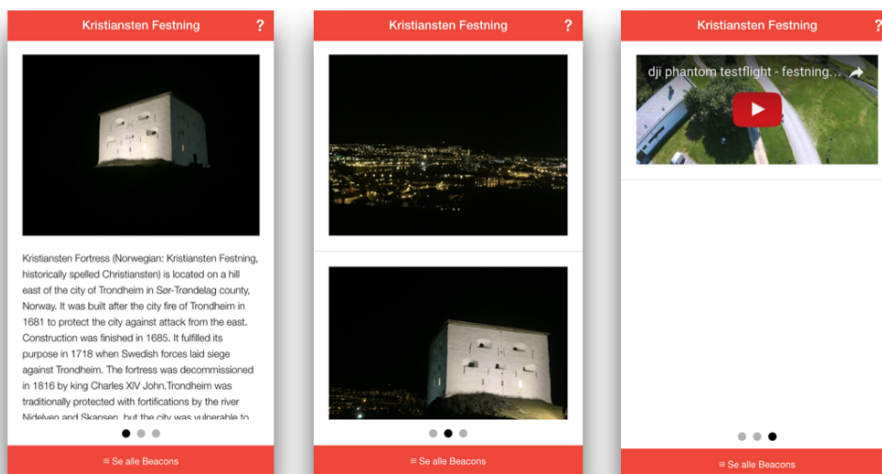 Kristiansten Festning ?
Kristiansten Fortress (Norwegian: Kristiansten Festning,
historically spelled Christiansten) is located on a hill
east of the city of Trondheim in Sør-Trøndelag county,
Norway. It was built after the city fire of Trondheim in
1681 to protect the city against attack from the east.
Construction was finished in 1685. It fulfilled its
purpose in 1718 when Swedish forces laid siege
against Trondheim. The fortress was decommissioned
in 1816 by king Charles XIV John.Trondheim was
traditionally protected with fortifications by the river
Nidelven and Skansen, but the city was vulnerable to
≡ Se alle Beacons
Kristiansten Festning ?
≡ Se alle Beacons
Kristiansten Festning ?
dji phantom testflight - festning...
≡ Se alle Beacons